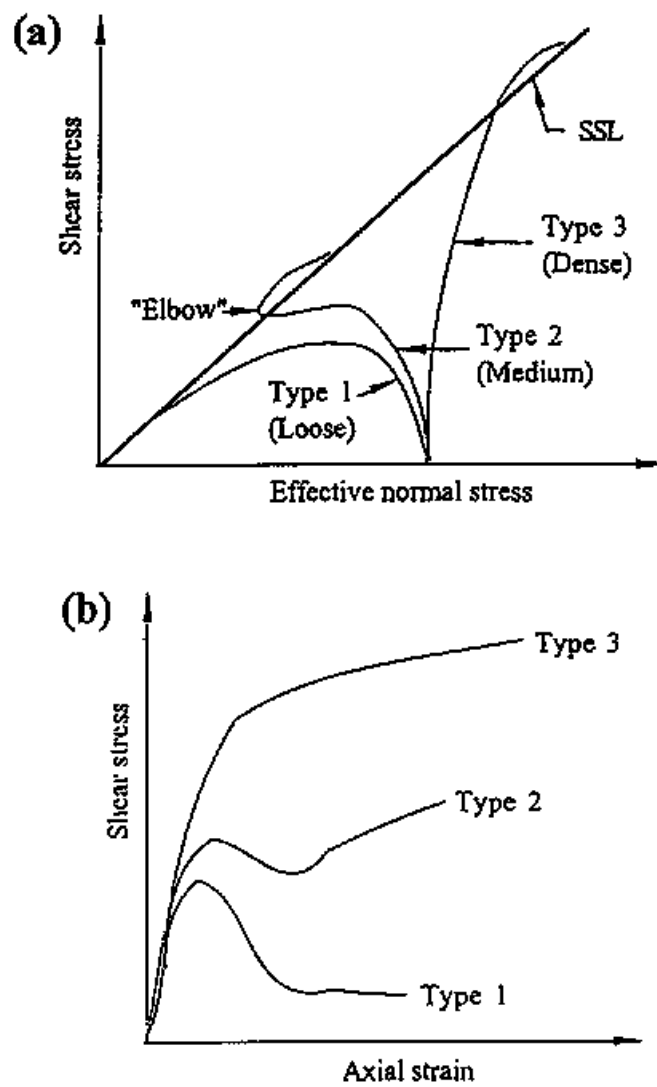 (a)
Shear stress
SSL
Type 3
(Dense)
"Elbow"
Type 2
(Medium)
Type 1
(Loose)
Effective normal stress
(b)
Shear stress
Type 3
Type 2
Type 1
Axial strain